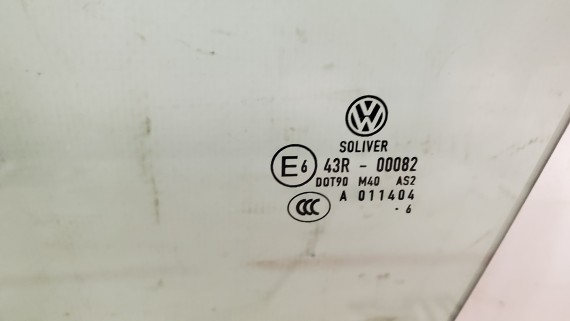 VW
SOLIVER
E6 43R - 00082
DOT90 M40 AS2
CCC A 011404
- 6